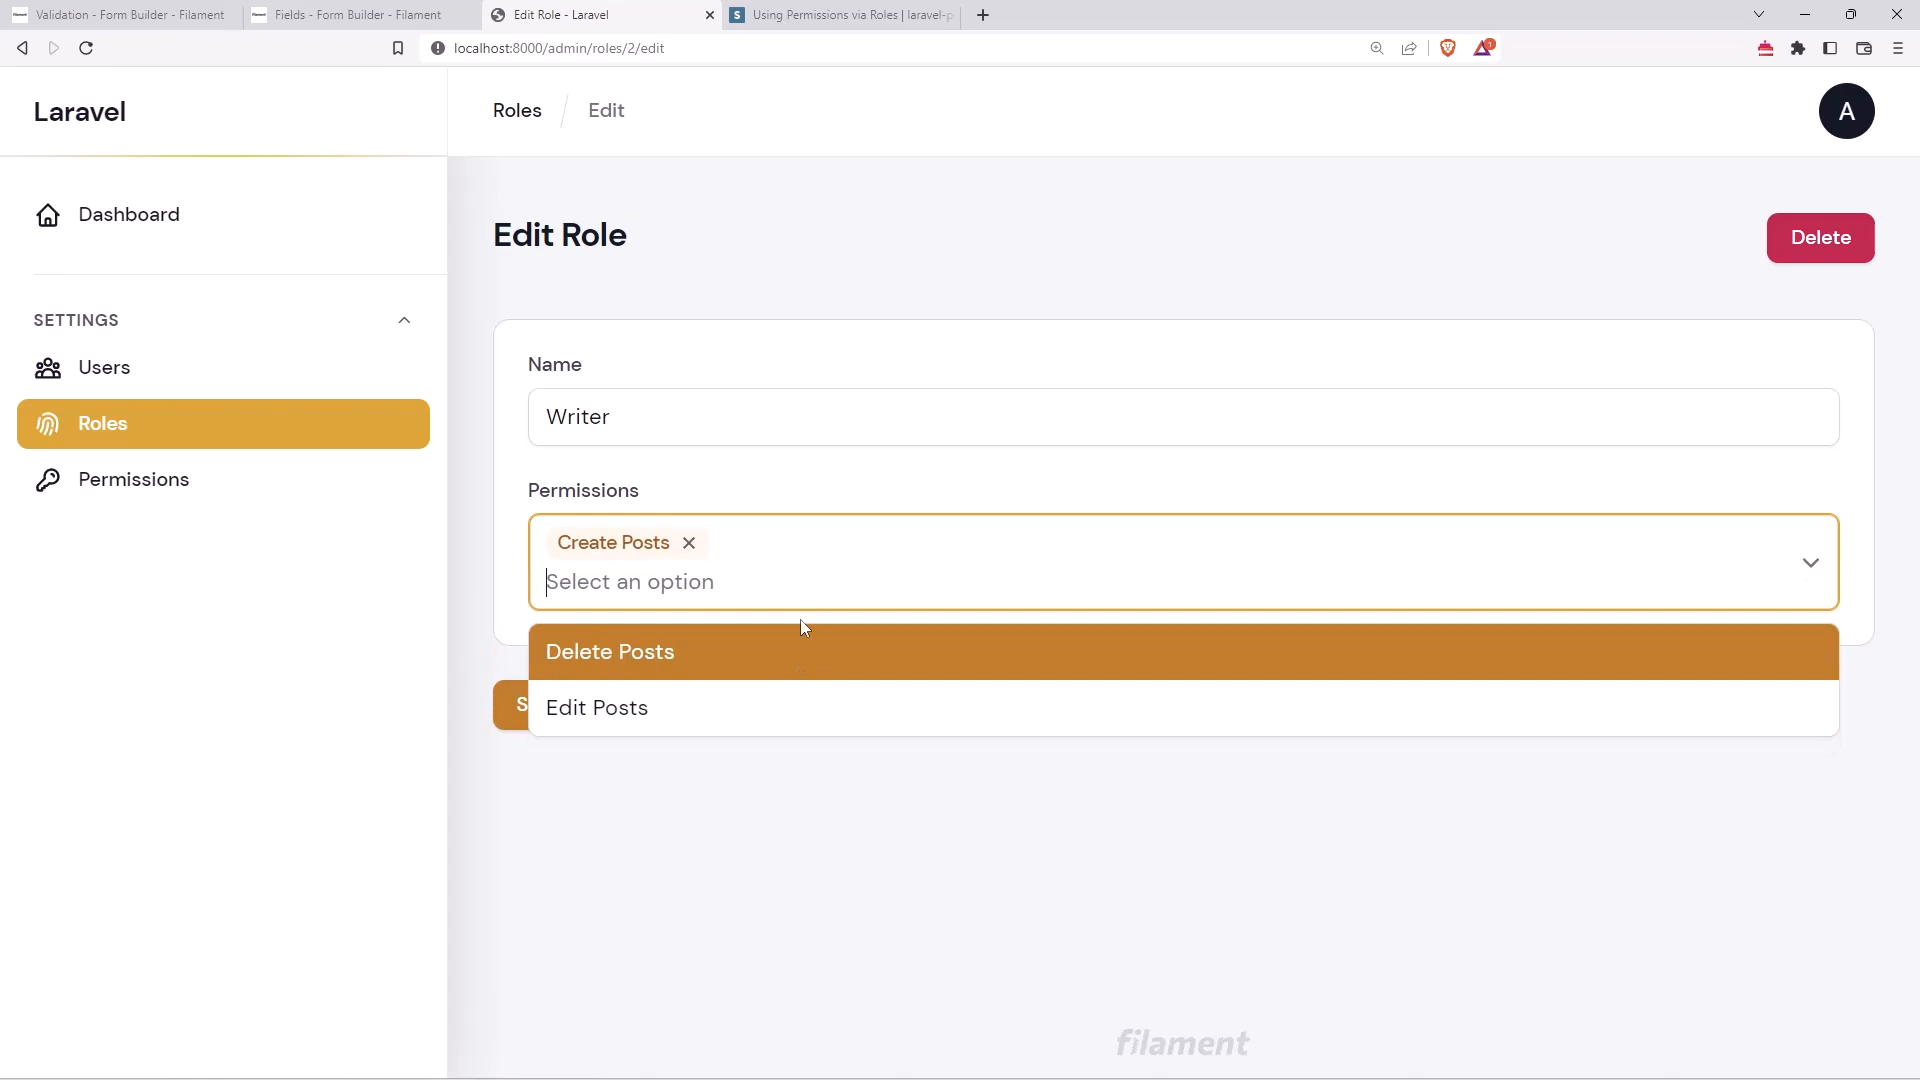 Validation - Form Builder - Filament
Fields - Form Builder - Filament
Edit Role - Laravel
Using Permissions via Roles | laravel-p
localhost:8000/admin/roles/2/edit
Laravel
Roles
Edit
A
Dashboard
Edit Role
Delete
SETTINGS
Users
Roles
Permissions
Name
Writer
Permissions
Create Posts
Select an option
Delete Posts
Edit Posts
S
filament